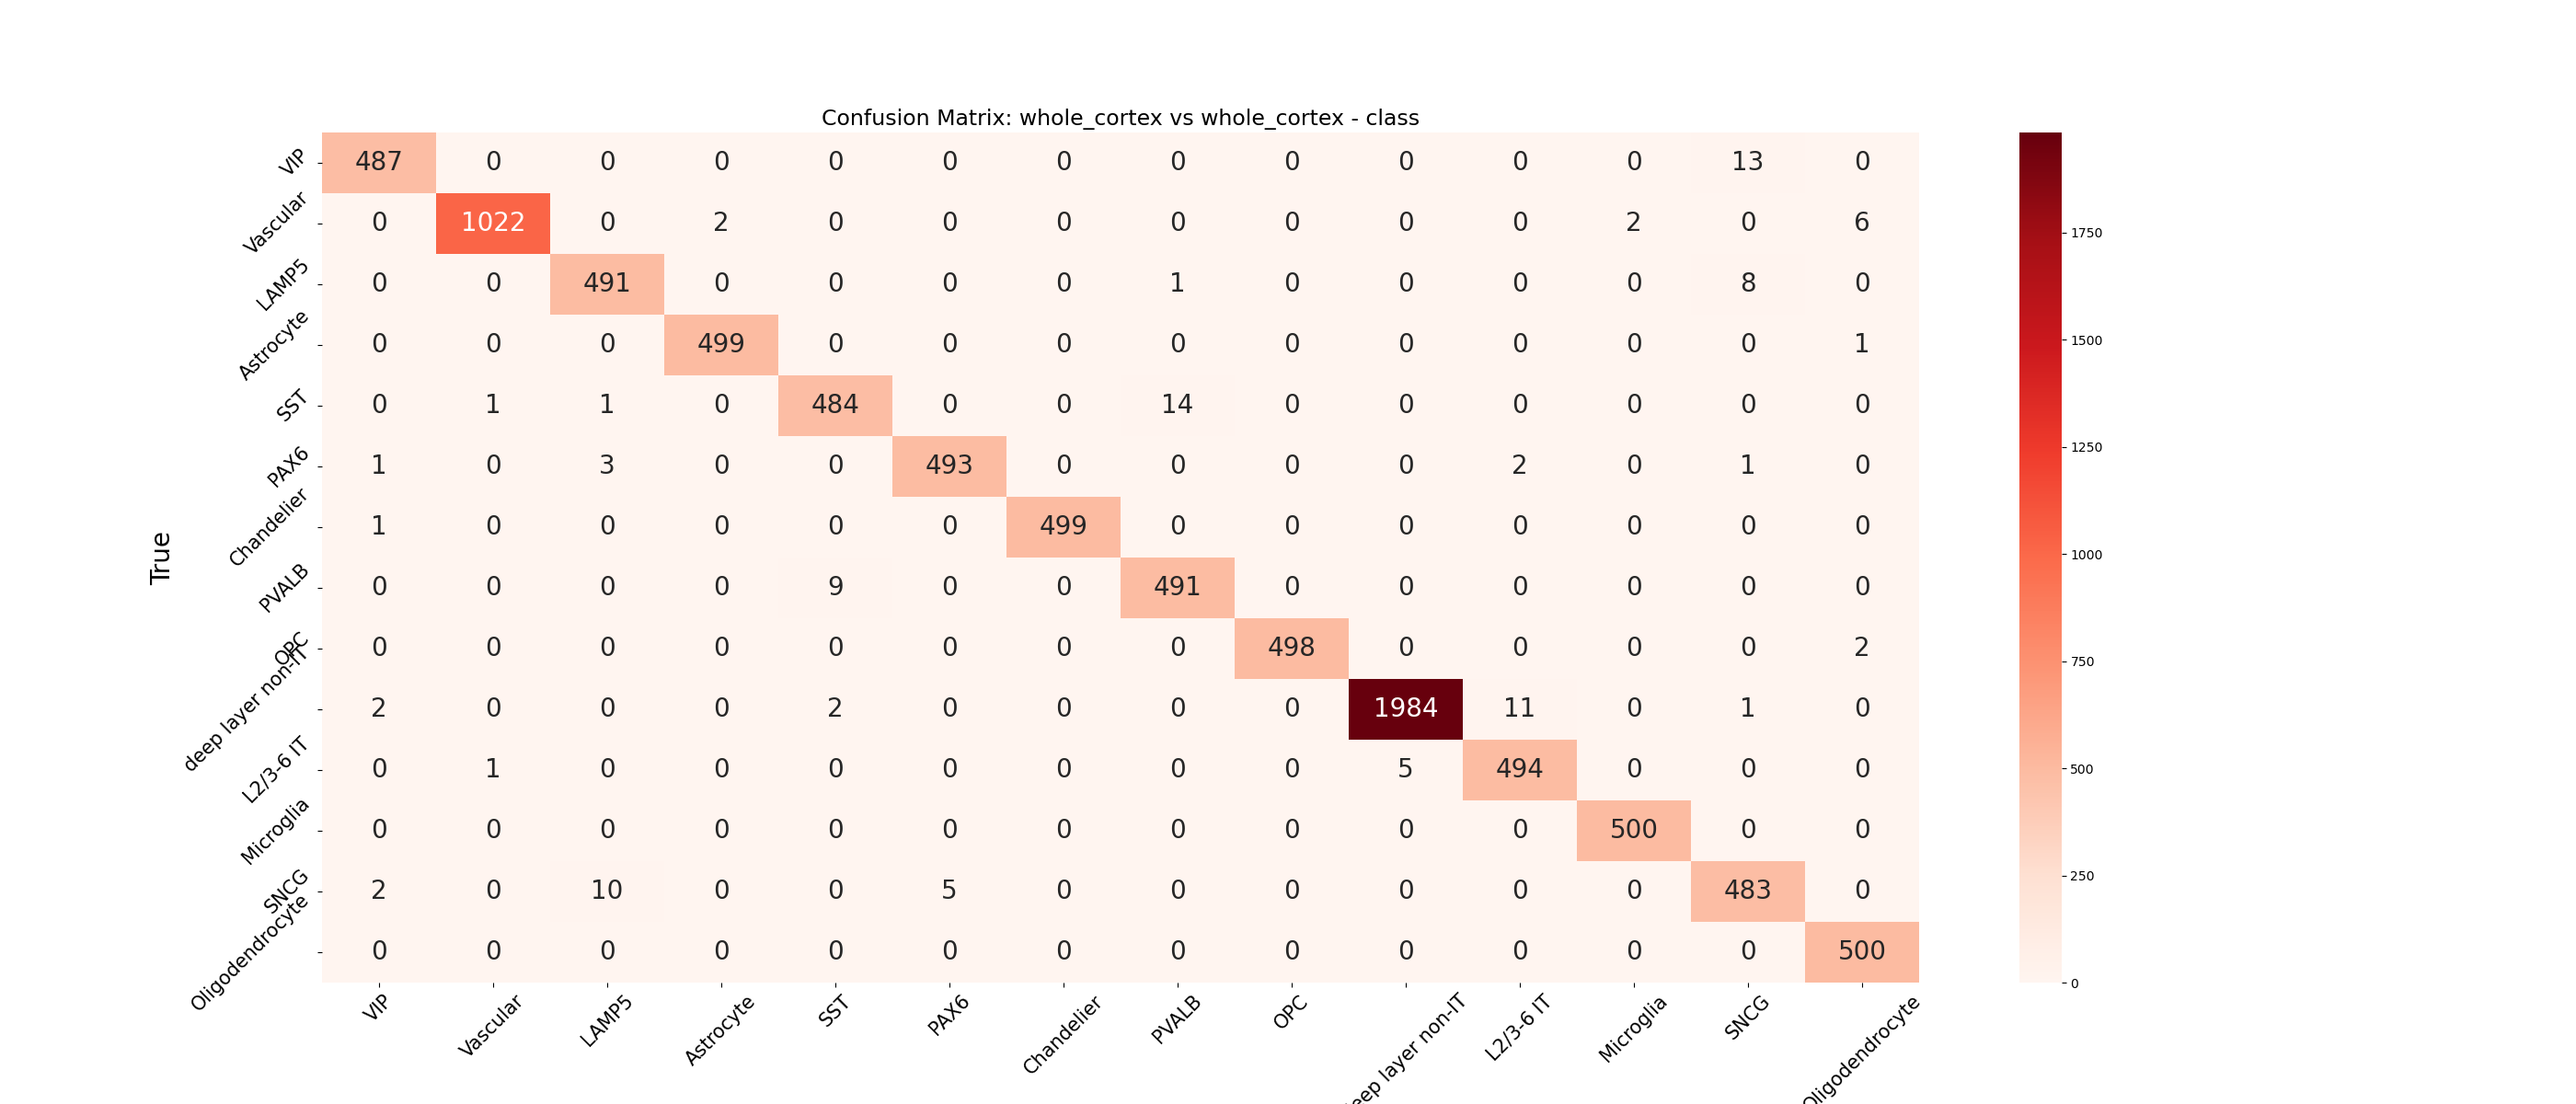 Confusion Matrix: whole_cortex vs whole_cortex - class
True
VIP 487 0 0 0 0 0 0 0 0 0 0 0 13 0
Vascular 0 1022 0 2 0 0 0 0 0 0 0 2 0 6
LAMP5 0 0 491 0 0 0 0 1 0 0 0 0 8 0
Astrocyte 0 0 0 499 0 0 0 0 0 0 0 0 0 1
SST 0 1 1 0 484 0 0 14 0 0 0 0 0 0
PAX6 1 0 3 0 0 493 0 0 0 0 2 0 1 0
Chandelier 1 0 0 0 0 0 499 0 0 0 0 0 0 0
PVALB 0 0 0 0 9 0 0 491 0 0 0 0 0 0
OPC 0 0 0 0 0 0 0 0 498 0 0 0 0 2
deep layer non-IT 2 0 0 0 2 0 0 0 0 1984 11 0 1 0
L2/3-6 IT 0 1 0 0 0 0 0 0 0 5 494 0 0 0
Microglia 0 0 0 0 0 0 0 0 0 0 0 500 0 0
SNCG 2 0 10 0 0 5 0 0 0 0 0 0 483 0
Oligodendrocyte 0 0 0 0 0 0 0 0 0 0 0 0 0 500
VIP Vascular LAMP5 Astrocyte SST PAX6 Chandelier PVALB OPC eep layer non-IT L2/3-6 IT Microglia SNCG Oligodendrocyte
1750
1500
1250
1000
750
500
250
0